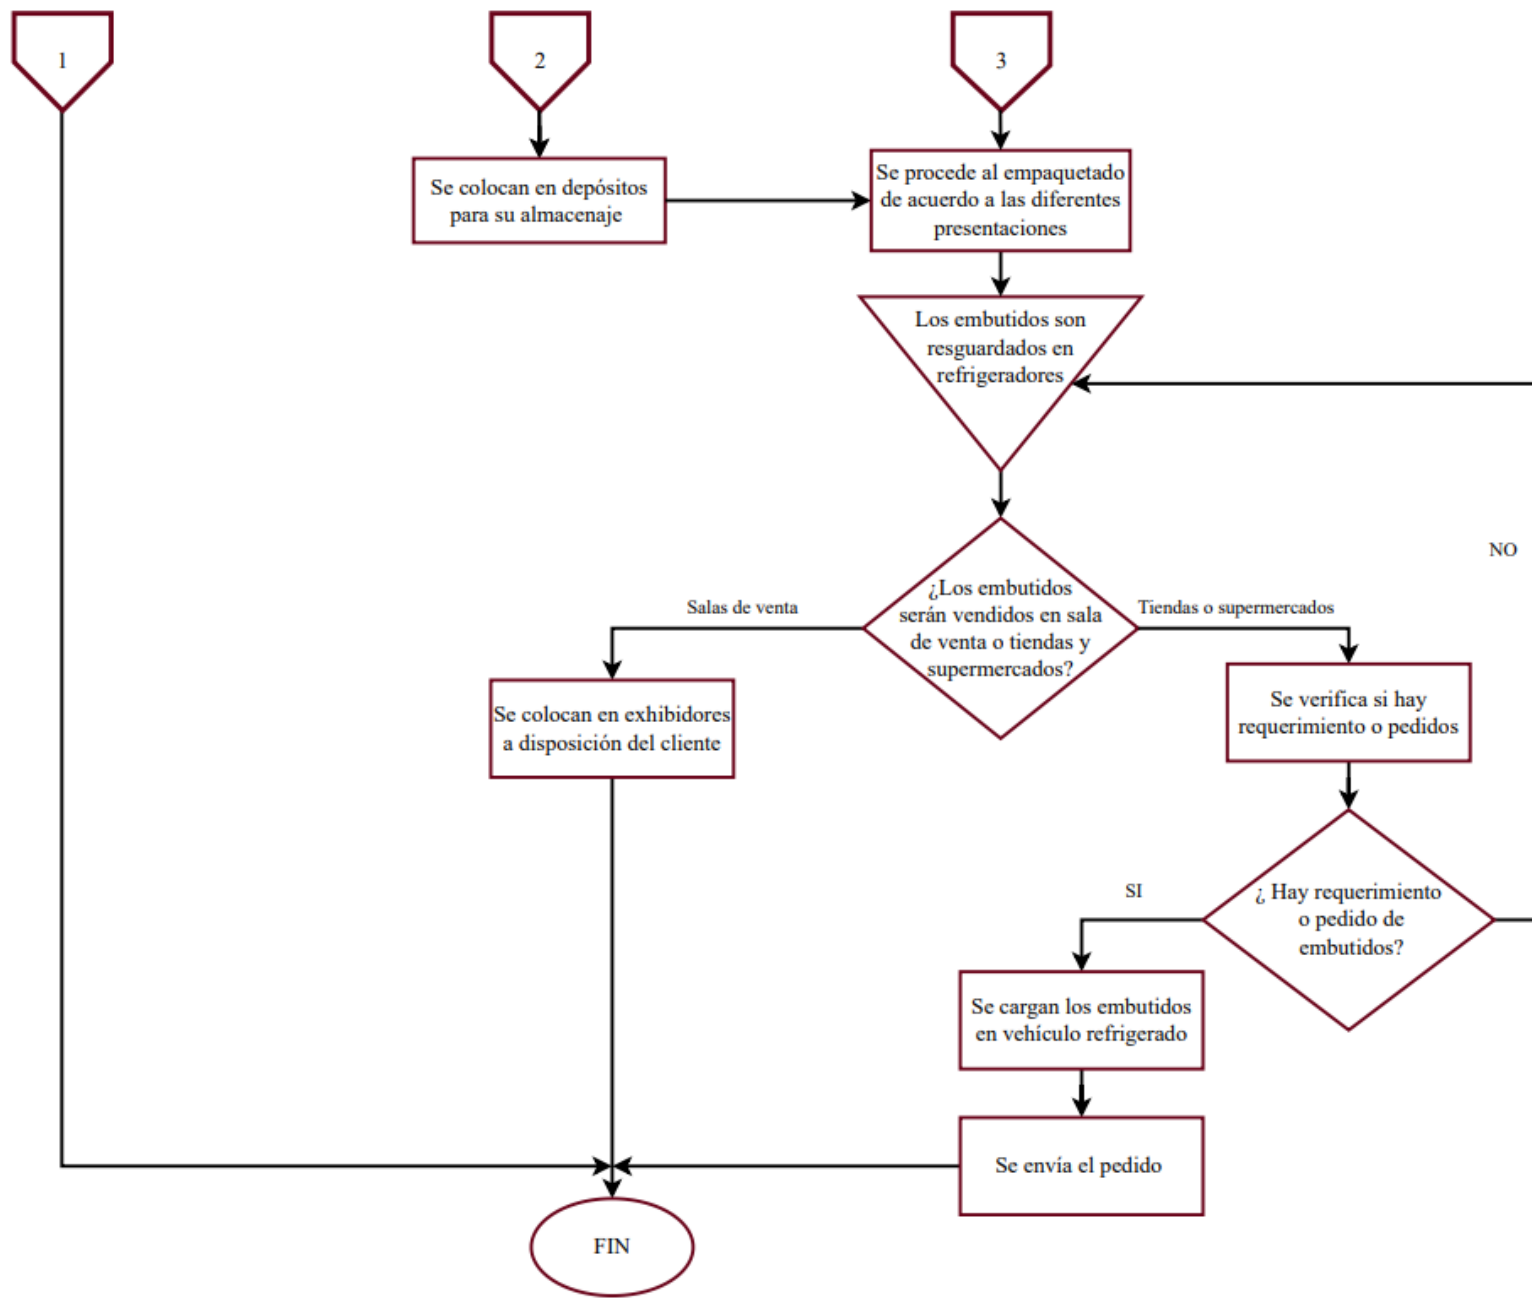 1
2
3
Se colocan en depósitos
para su almacenaje
Se procede al empaquetado
de acuerdo a las diferentes
presentaciones
Los embutidos son
resguardados en
refrigeradores
NO
¿Los embutidos
serán vendidos en sala
de venta o tiendas y
supermercados?
Salas de venta
Tiendas o supermercados
Se colocan en exhibidores
a disposición del cliente
Se verifica si hay
requerimiento o pedidos
SI
¿ Hay requerimiento
o pedido de
embutidos?
Se cargan los embutidos
en vehículo refrigerado
Se envía el pedido
FIN